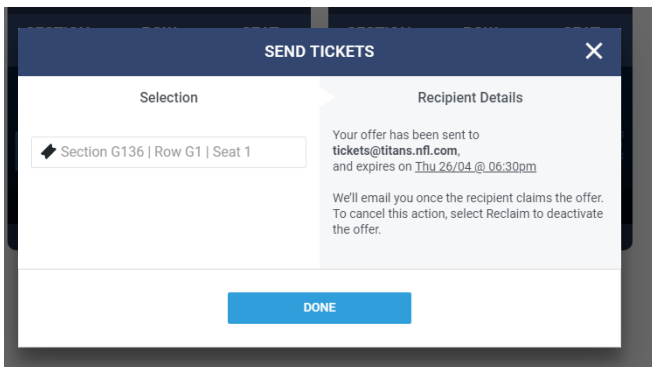 SEND TICKETS
Selection
Recipient Details
Section G136 | Row G1 | Seat 1
Your offer has been sent to
tickets@titans.nfl.com,
and expires on Thu 26/04 @ 06:30pm
We'll email you once the recipient claims the offer.
To cancel this action, select Reclaim to deactivate
the offer.
DONE